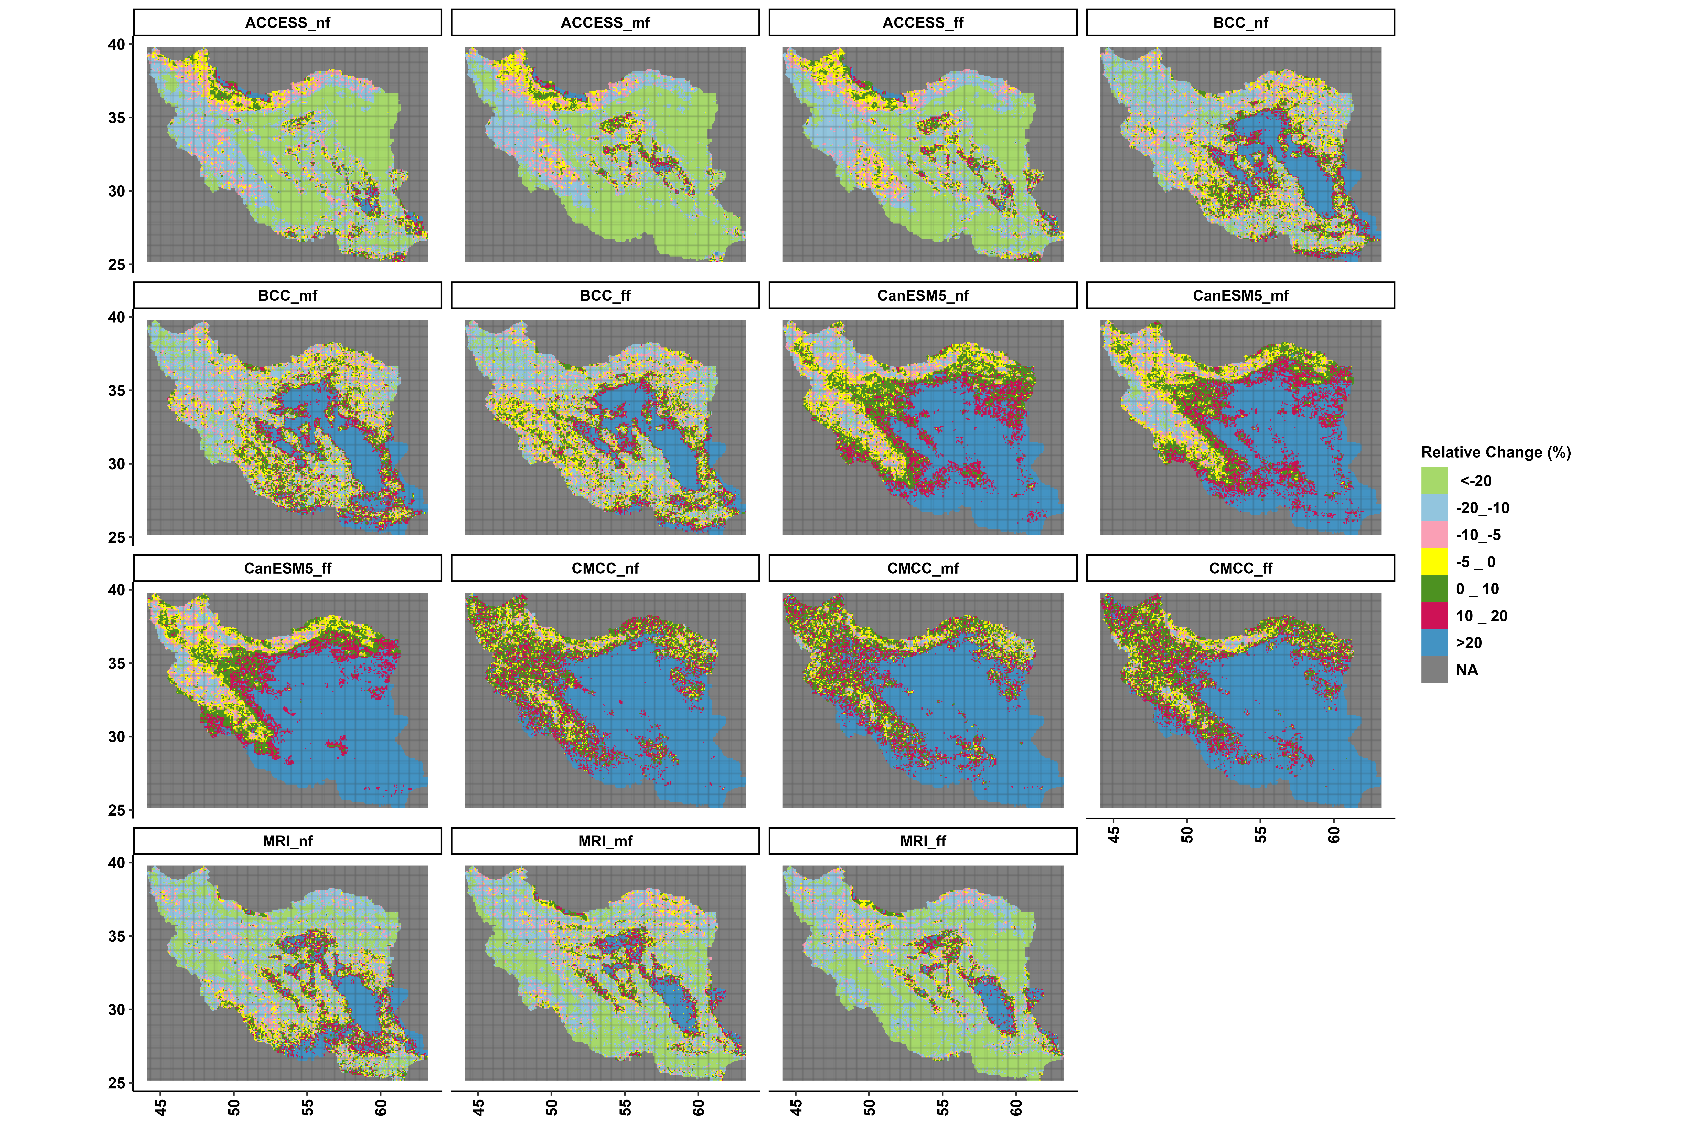 ACCESS_nf ACCESS_mf ACCESS_ff BCC_nf
40
35
30
25
BCC_mf BCC_ff CanESM5_nf CanESM5_mf
40
35
30
25
CanESM5_ff CMCC_nf CMCC_mf CMCC_ff
40
35
30
25
45 50 55 60
MRI_nf MRI_mf MRI_ff
40
35
30
25
45 50 55 60 45 50 55 60 45 50 55 60
Relative Change (%)
<-20
-20_-10
-10_-5
-5 _ 0
0 _ 10
10 _ 20
>20
NA